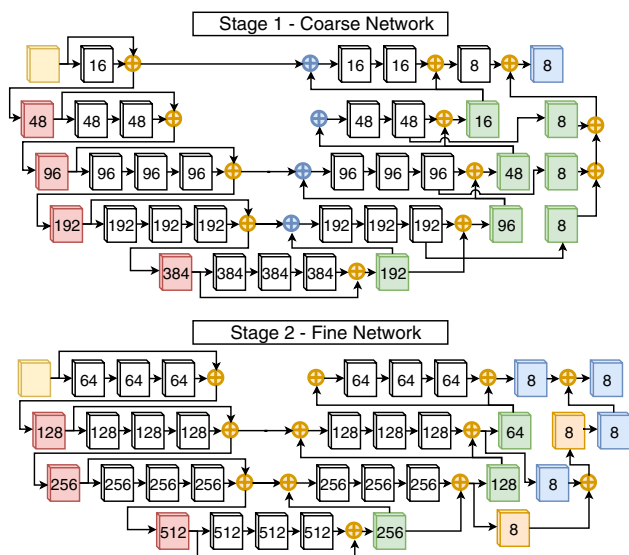 Stage 1 - Coarse Network
16 16 16 8 8
48 48 48 48 48 16 8
96 96 96 96 96 96 96 48 8
192 192 192 192 192 192 192 96 8
384 384 384 384 192
Stage 2 - Fine Network
64 64 64 64 64 64 8 8
128 128 128 128 128 128 128 64 8 8
256 256 256 256 256 256 256 128 8
512 512 512 512 256 8